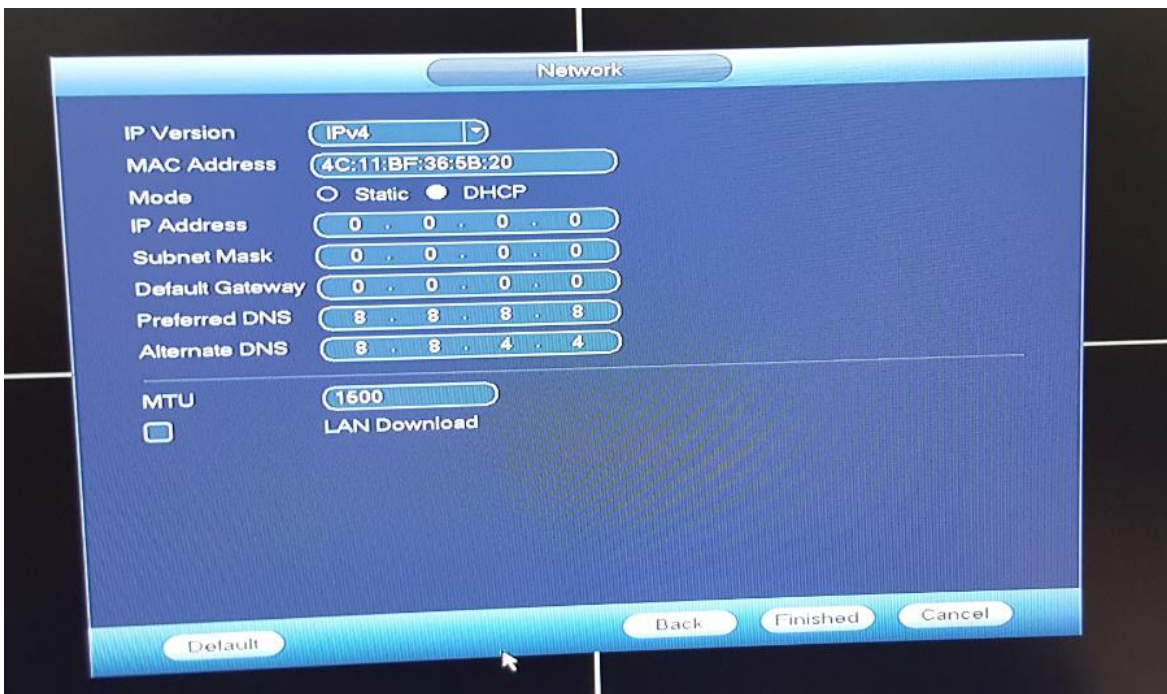 Network
IP Version IPv4
MAC Address 4C:11:BF:36:5B:20
Mode Static DHCP
IP Address 0 . 0 . 0 . 0
Subnet Mask 0 . 0 . 0 . 0
Default Gateway 0 . 0 . 0 . 0
Preferred DNS 8 . 8 . 8 . 8
Alternate DNS 8 . 8 . 4 . 4
MTU 1500
LAN Download
Default Back Finished Cancel